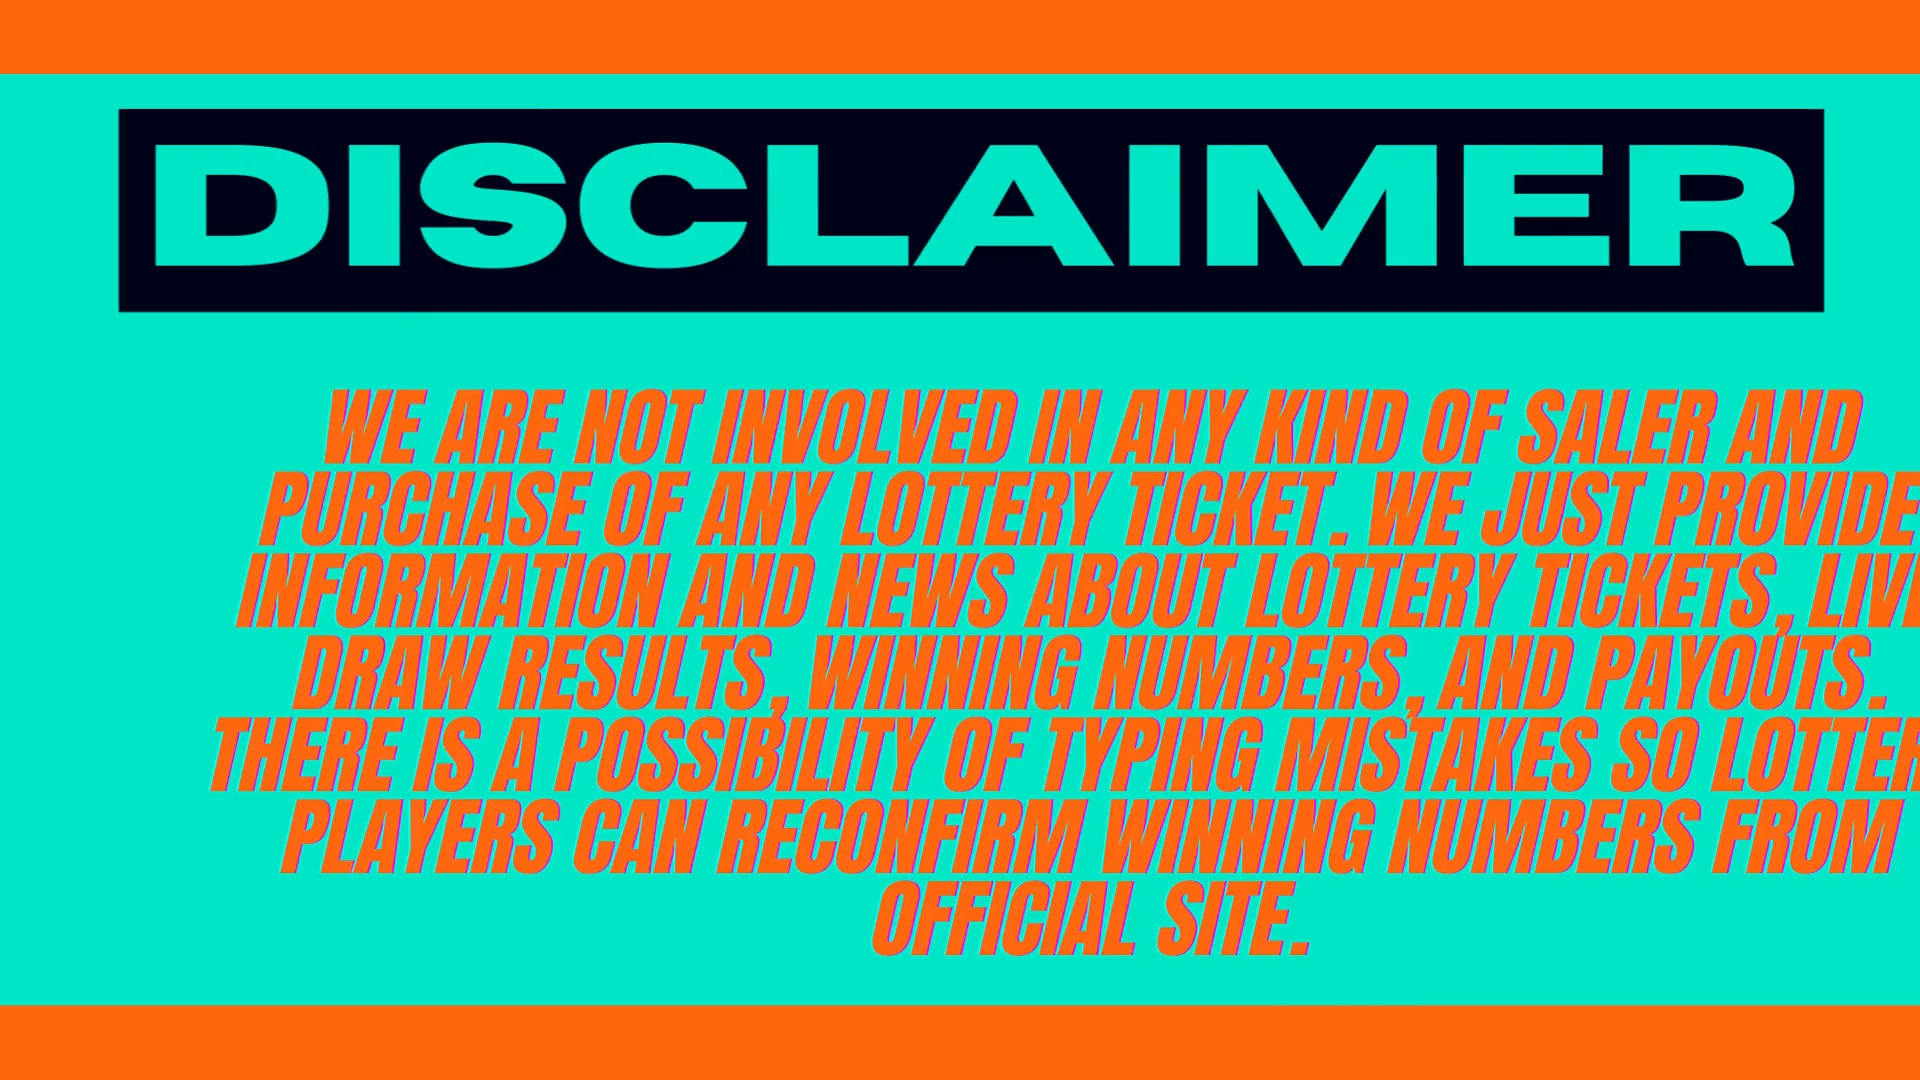 DISCLAIMER
WE ARE NOT INVOLVED IN ANY KIND OF SALER AND
PURCHASE OF ANY LOTTERY TICKET. WE JUST PROVIDE
INFORMATION AND NEWS ABOUT LOTTERY TICKETS, LIVE
DRAW RESULTS, WINNING NUMBERS, AND PAYOUTS.
THERE IS A POSSIBILITY OF TYPING MISTAKES SO LOTTER
PLAYERS CAN RECONFIRM WINNING NUMBERS FROM
OFFICIAL SITE.